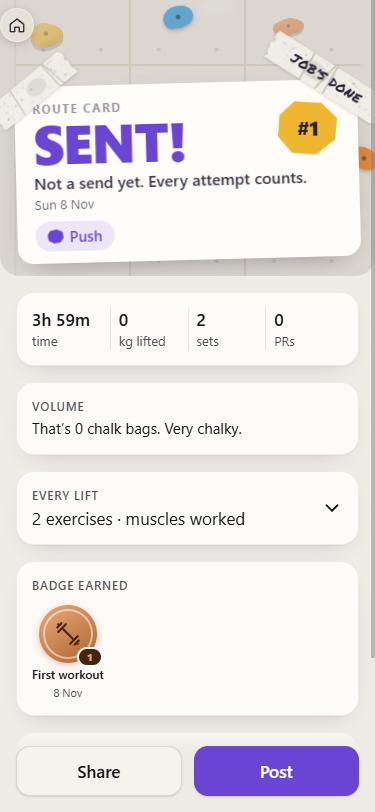 JOB'S DONE
ROUTE CARD
SENT!
#1
Not a send yet. Every attempt counts.
Sun 8 Nov
Push
3h 59m
time
0
kg lifted
2
sets
0
PRs
VOLUME
That's 0 chalk bags. Very chalky.
EVERY LIFT
2 exercises · muscles worked
BADGE EARNED
1
First workout
8 Nov
Share
Post